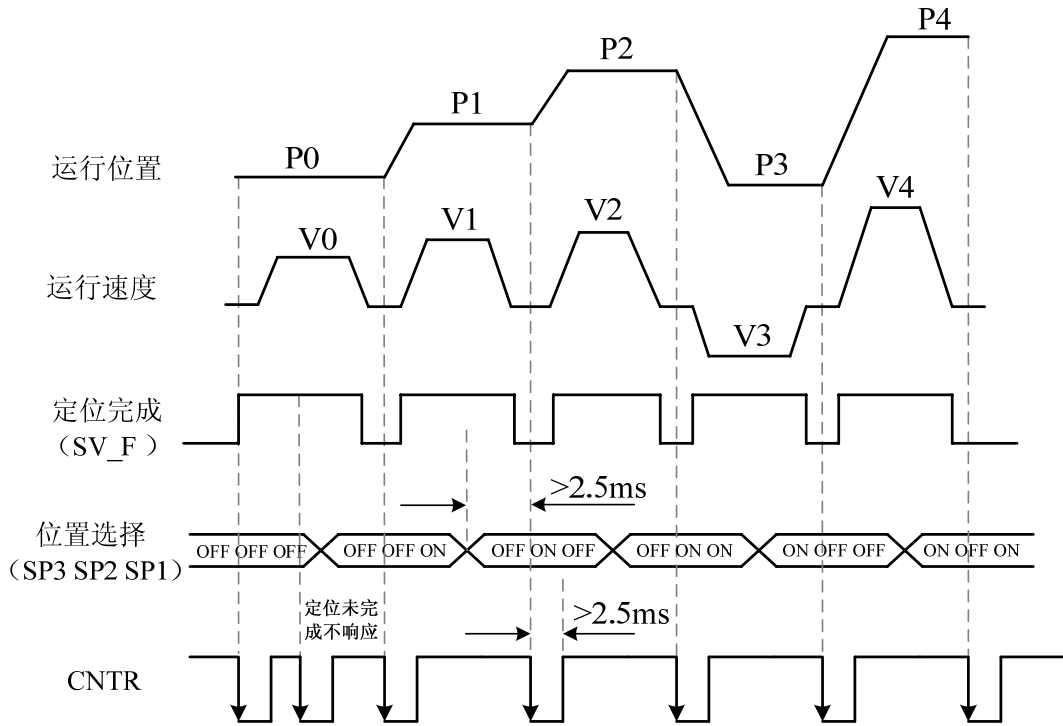 P4
P2
P1
P0
P3
运行位置
V4
V2
V1
V0
运行速度
V3
定位完成
（SV_F ）
>2.5ms
位置选择
（SP3 SP2 SP1）
OFF OFF OFF
OFF OFF ON
OFF ON OFF
OFF ON ON
ON OFF OFF
ON OFF ON
定位未完
成不响应
>2.5ms
CNTR